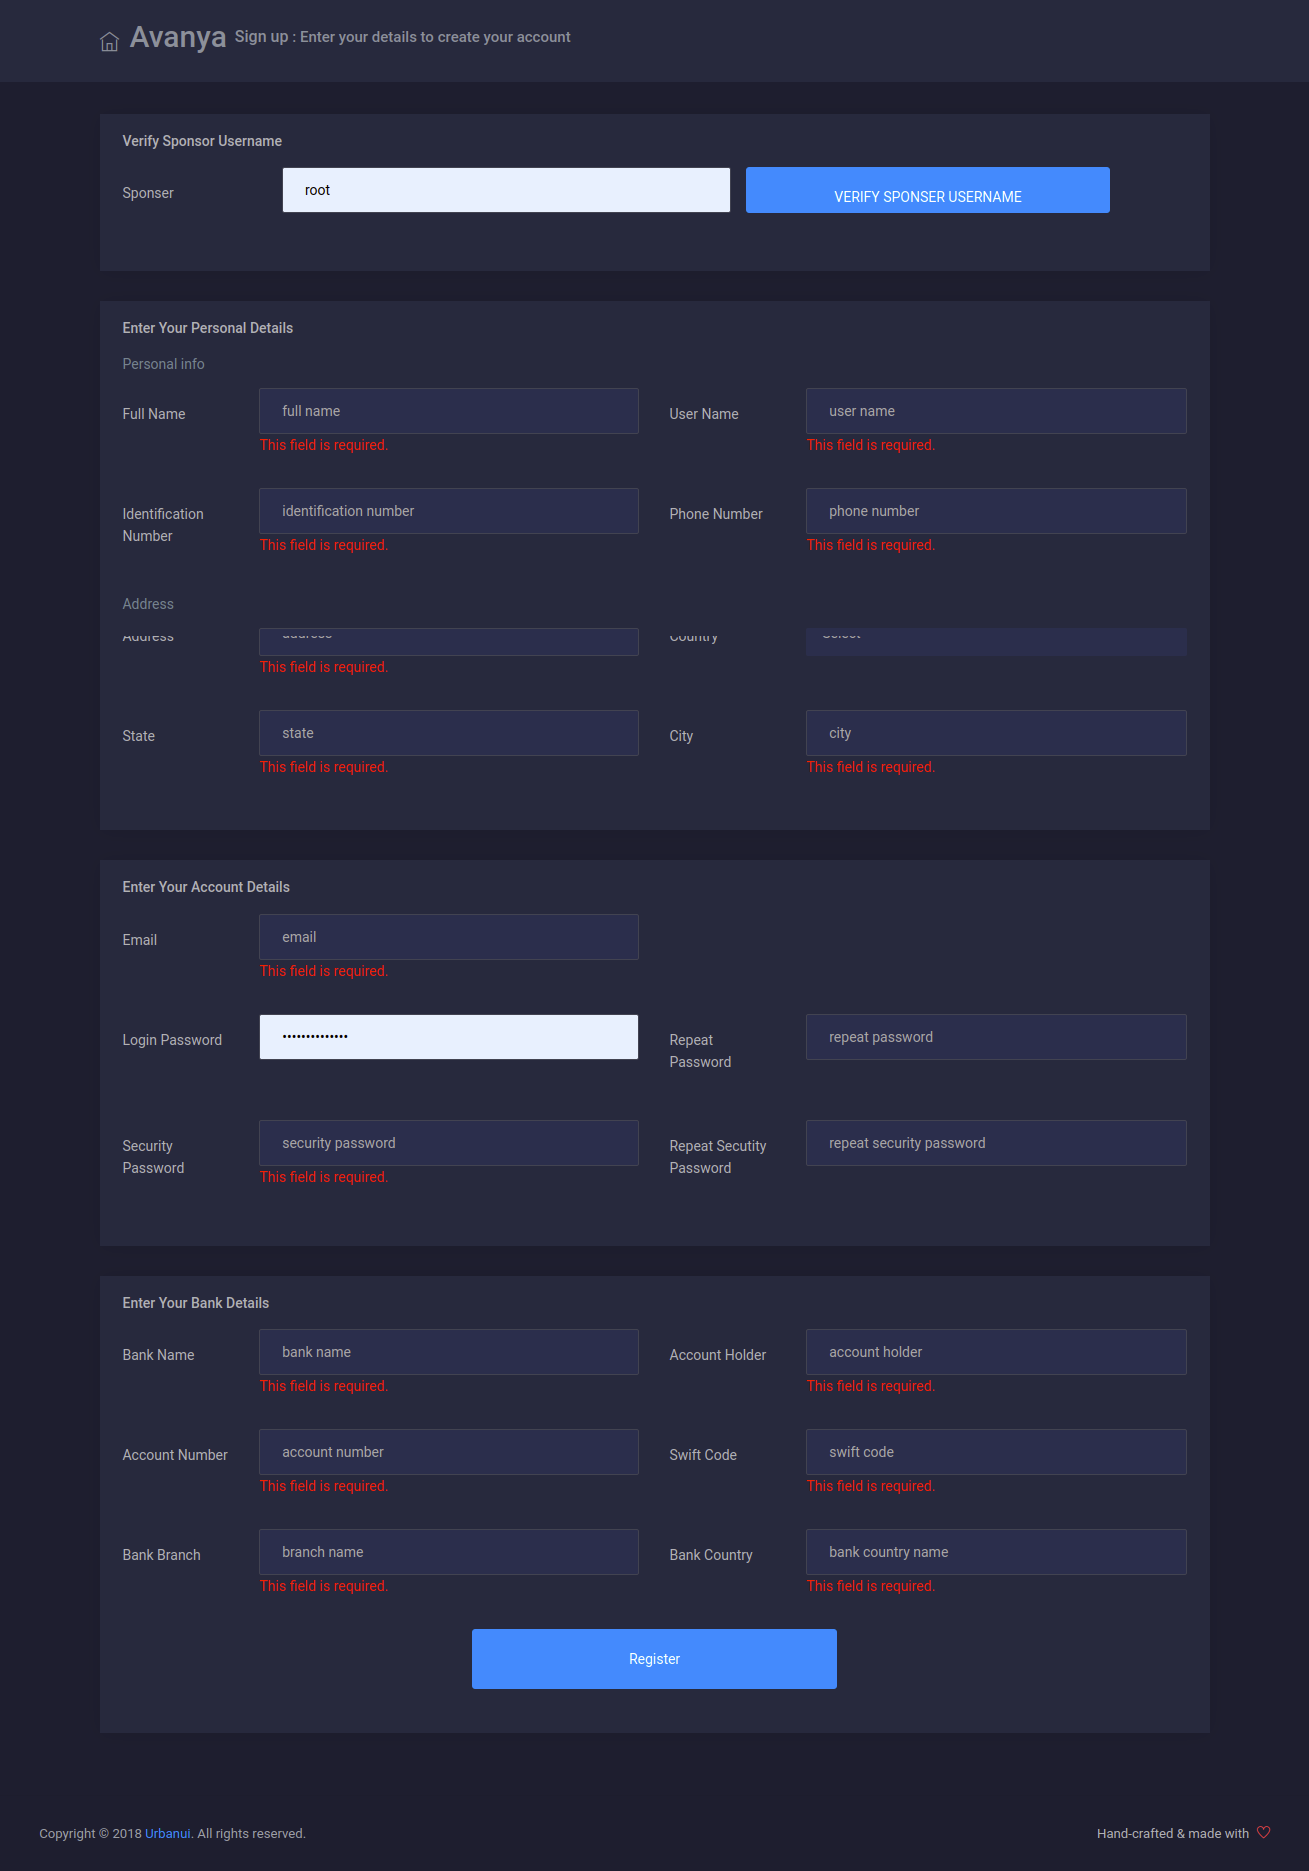 Avanya Sign up : Enter your details to create your account
Verify Sponsor Username
Sponser root VERIFY SPONSER USERNAME
Enter Your Personal Details
Personal info
Full Name full name User Name user name
This field is required. This field is required.
Identification Number identification number Phone Number phone number
This field is required. This field is required.
Address
Address address Country Select
This field is required.
State state City city
This field is required. This field is required.
Enter Your Account Details
Email email
This field is required.
Login Password •••••••••••••• Repeat Password repeat password
Security Password security password Repeat Secutity Password repeat security password
This field is required.
Enter Your Bank Details
Bank Name bank name Account Holder account holder
This field is required. This field is required.
Account Number account number Swift Code swift code
This field is required. This field is required.
Bank Branch branch name Bank Country bank country name
This field is required. This field is required.
Register
Copyright © 2018 Urbanui. All rights reserved. Hand-crafted & made with ♡